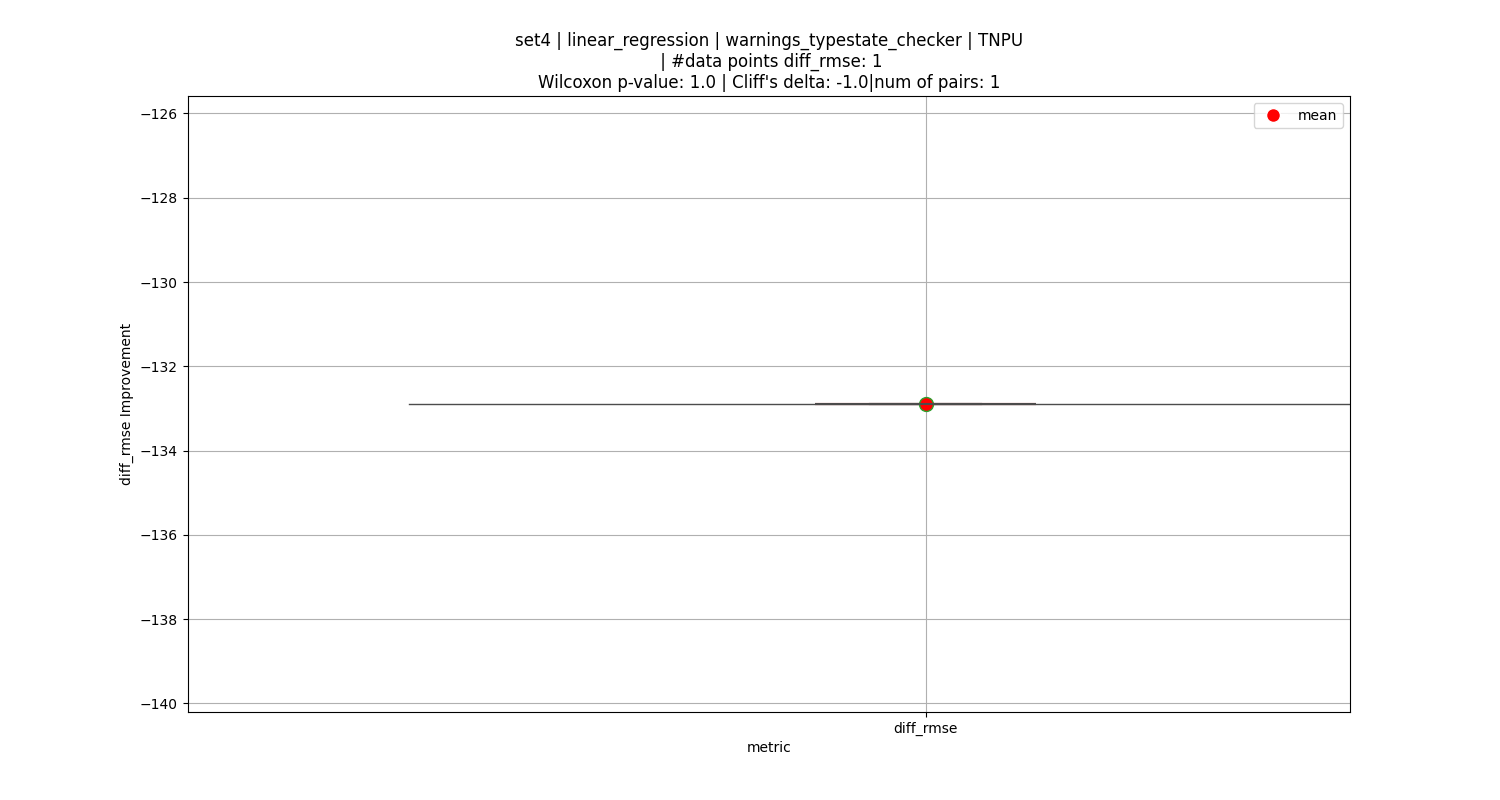 set4 | linear_regression | warnings_typestate_checker | TNPU
| #data points diff_rmse: 1
Wilcoxon p-value: 1.0 | Cliff's delta: -1.0|num of pairs: 1
mean
−126
−128
−130
−132
−134
−136
−138
−140
diff_rmse Improvement
diff_rmse
metric